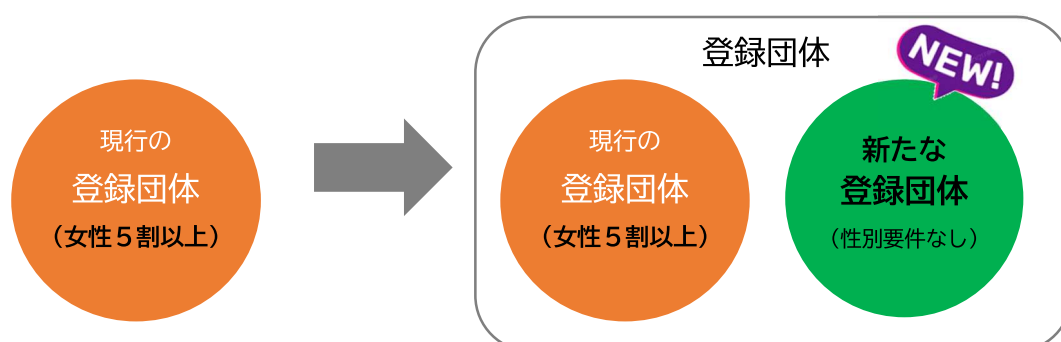 現行の
登録団体
（女性５割以上）
登録団体
NEW!
現行の
登録団体
（女性５割以上）
新たな
登録団体
（性別要件なし）